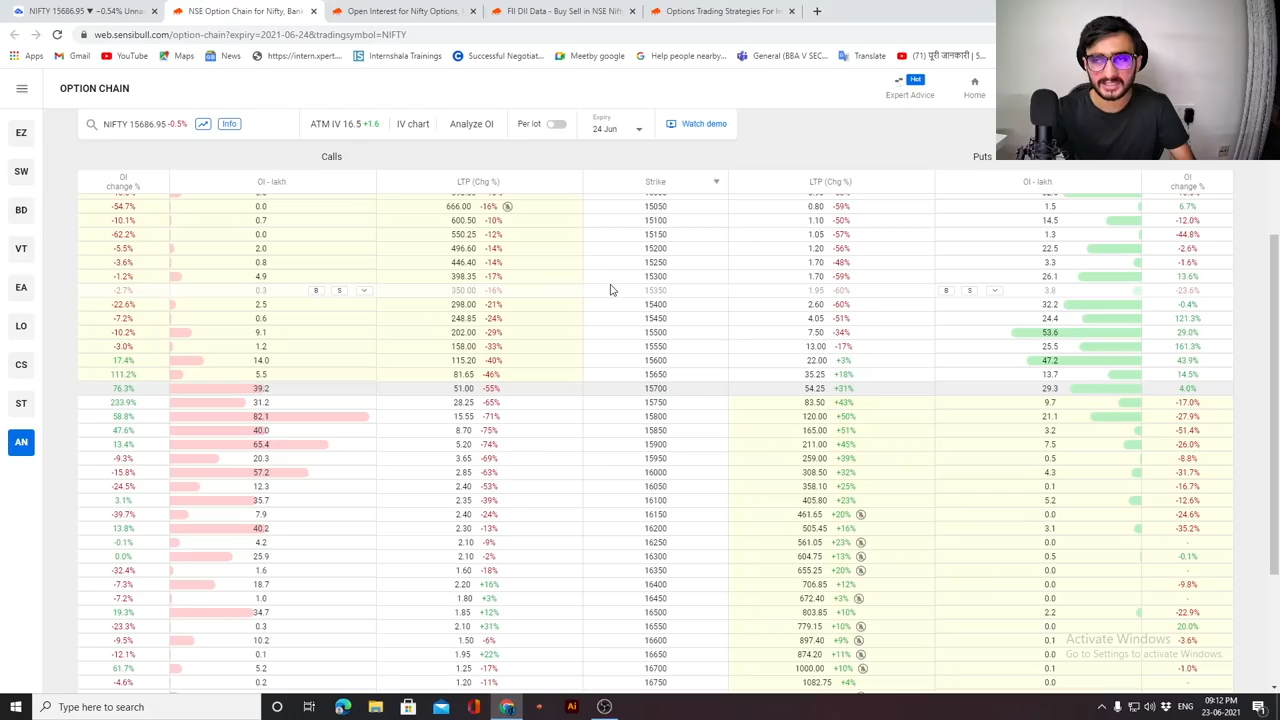 NIFTY 15686.95 ▼ −0.54% Unna
NSE Option Chain for Nifty, Bank
Open Interest for Nifty Options,
FII DII Data - Buy Sell in NSE Nift
Options Trading Strategies For In
web.sensibull.com/option-chain?expiry=2021-06-24&tradingsymbol=NIFTY
Apps Gmail YouTube Maps News https://intern.xpert.... Internshala Trainings Successful Negotiat... Meetby google Help people nearby... General (BBA V SEC... Translate (71) पूरी जानकारी | 5...
OPTION CHAIN
Hot
Expert Advice Home
EZ
SW
BD
VT
EA
LO
CS
ST
AN
NIFTY 15686.95 -0.5% Info ATM IV 16.5 +1.6 IV chart Analyze OI Per lot Expiry 24 Jun Watch demo
Calls Puts
OI change % OI - lakh LTP (Chg %) Strike LTP (Chg %) OI - lakh OI change %
-54.7% 0.0 666.00 -16% 15050 0.80 -59% 1.5 6.7%
-10.1% 0.7 600.50 -10% 15100 1.10 -50% 14.5 -12.0%
-62.2% 0.0 550.25 -12% 15150 1.05 -57% 1.3 -44.8%
-5.5% 2.0 496.60 -14% 15200 1.20 -56% 22.5 -2.6%
-3.6% 0.8 446.40 -14% 15250 1.70 -48% 3.3 -1.6%
-1.2% 4.9 398.35 -17% 15300 1.70 -59% 26.1 13.6%
-2.7% 0.3 B S 350.00 -16% 15350 1.95 -60% B S 3.8 -23.6%
-22.6% 2.5 298.00 -21% 15400 2.60 -60% 32.2 -0.4%
-7.2% 0.6 248.85 -24% 15450 4.05 -51% 24.4 121.3%
-10.2% 9.1 202.00 -29% 15500 7.50 -34% 53.6 29.0%
-3.0% 1.2 158.00 -33% 15550 13.00 -17% 25.5 161.3%
17.4% 14.0 115.20 -40% 15600 22.00 +3% 47.2 43.9%
111.2% 5.5 81.65 -46% 15650 35.25 +18% 13.7 14.5%
76.3% 39.2 51.00 -55% 15700 54.25 +31% 29.3 4.0%
233.9% 31.2 28.25 -65% 15750 83.50 +43% 9.7 -17.0%
58.8% 82.1 15.55 -71% 15800 120.00 +50% 21.1 -27.9%
47.6% 40.0 8.70 -75% 15850 165.00 +51% 3.2 -51.4%
13.4% 65.4 5.20 -74% 15900 211.00 +45% 7.5 -26.0%
-9.3% 20.3 3.65 -69% 15950 259.00 +39% 0.5 -8.8%
-15.8% 57.2 2.85 -63% 16000 308.50 +32% 4.3 -31.7%
-24.5% 12.3 2.40 -53% 16050 358.10 +25% 0.1 -16.7%
3.1% 35.7 2.35 -39% 16100 405.80 +23% 5.2 -12.6%
-39.7% 7.9 2.40 -24% 16150 461.65 +20% 0.0 -24.6%
13.8% 40.2 2.30 -13% 16200 505.45 +16% 3.1 -35.2%
-0.1% 4.2 2.10 -9% 16250 561.05 +23% 0.0 -
0.0% 25.9 2.10 -2% 16300 604.75 +13% 0.5 -0.1%
-32.4% 1.6 1.60 -18% 16350 655.25 +20% 0.0 -
-7.3% 18.7 2.20 +16% 16400 706.85 +12% 0.0 -9.8%
-7.2% 1.0 1.80 +3% 16450 672.40 +3% 0.0 -
19.3% 34.7 1.85 +12% 16500 803.85 +10% 2.2 -22.9%
-23.3% 0.3 2.10 +31% 16550 779.15 +10% 0.0 20.0%
-9.5% 10.2 1.50 -6% 16600 897.40 +9% 0.1 -3.6%
-12.1% 0.1 1.95 +22% 16650 874.20 +11% 0.0 -
61.7% 5.2 1.25 -17% 16700 1000.00 +10% 0.1 -1.0%
-4.6% 0.2 1.20 -11% 16750 1082.75 +4% 0.0 -
Activate Windows
Go to Settings to activate Windows.
Type here to search
ENG
09:12 PM
23-06-2021